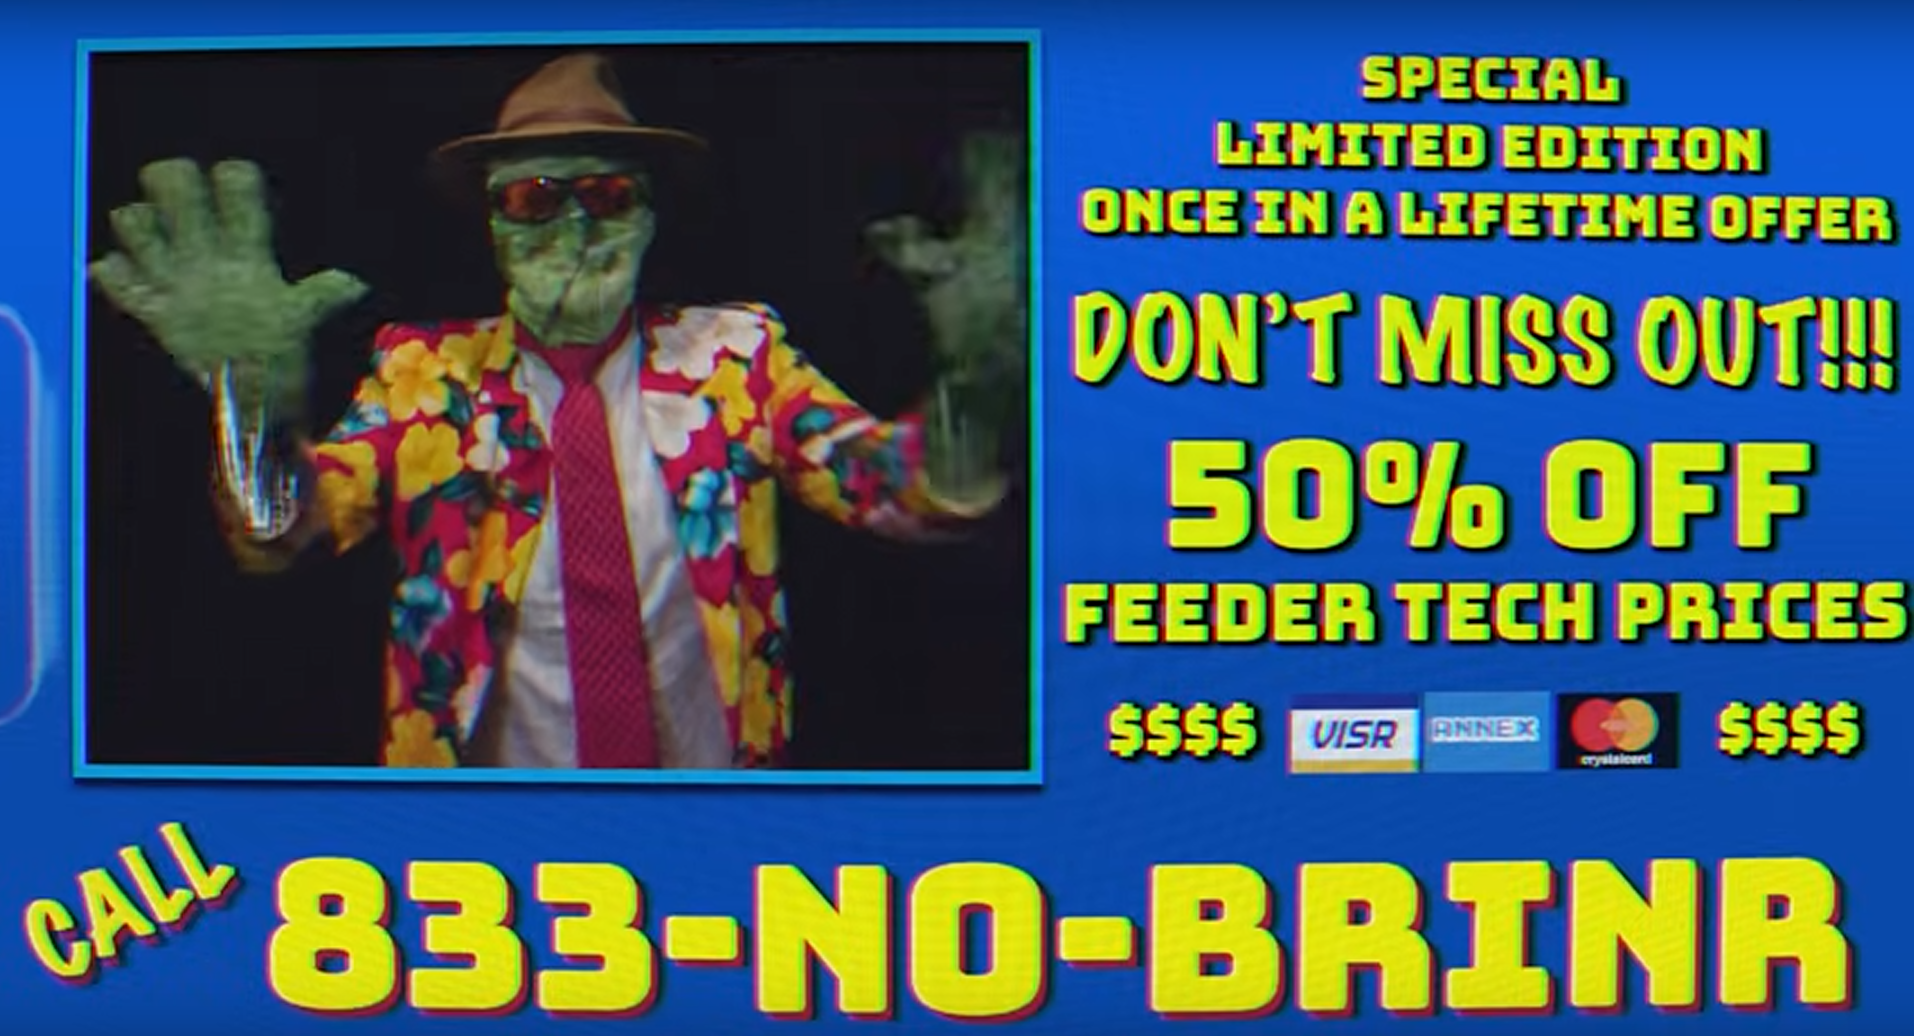 SPECIAL
LIMITED EDITION
ONCE IN A LIFETIME OFFER
DON'T MISS OUT!!!
50% OFF
FEEDER TECH PRICES
$$$$ VISR ANNEX crystalcard $$$$
CALL 833-NO-BRINR